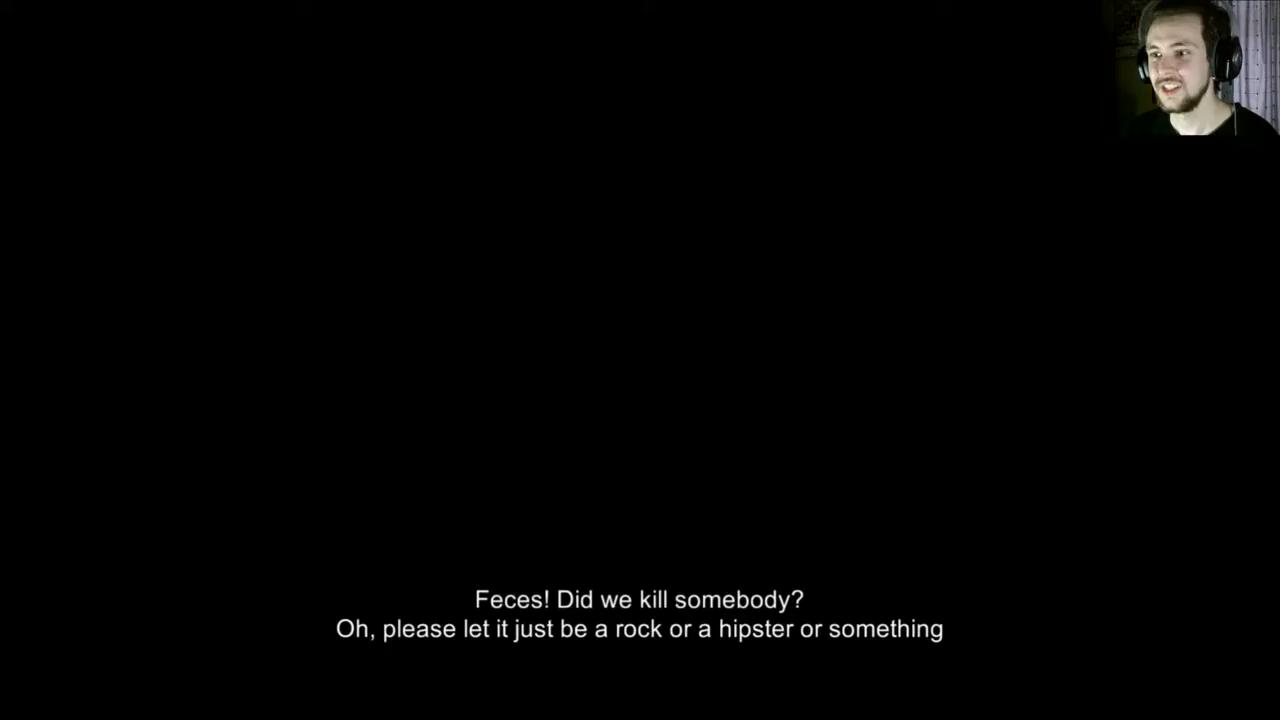 Feces! Did we kill somebody?
Oh, please let it just be a rock or a hipster or something